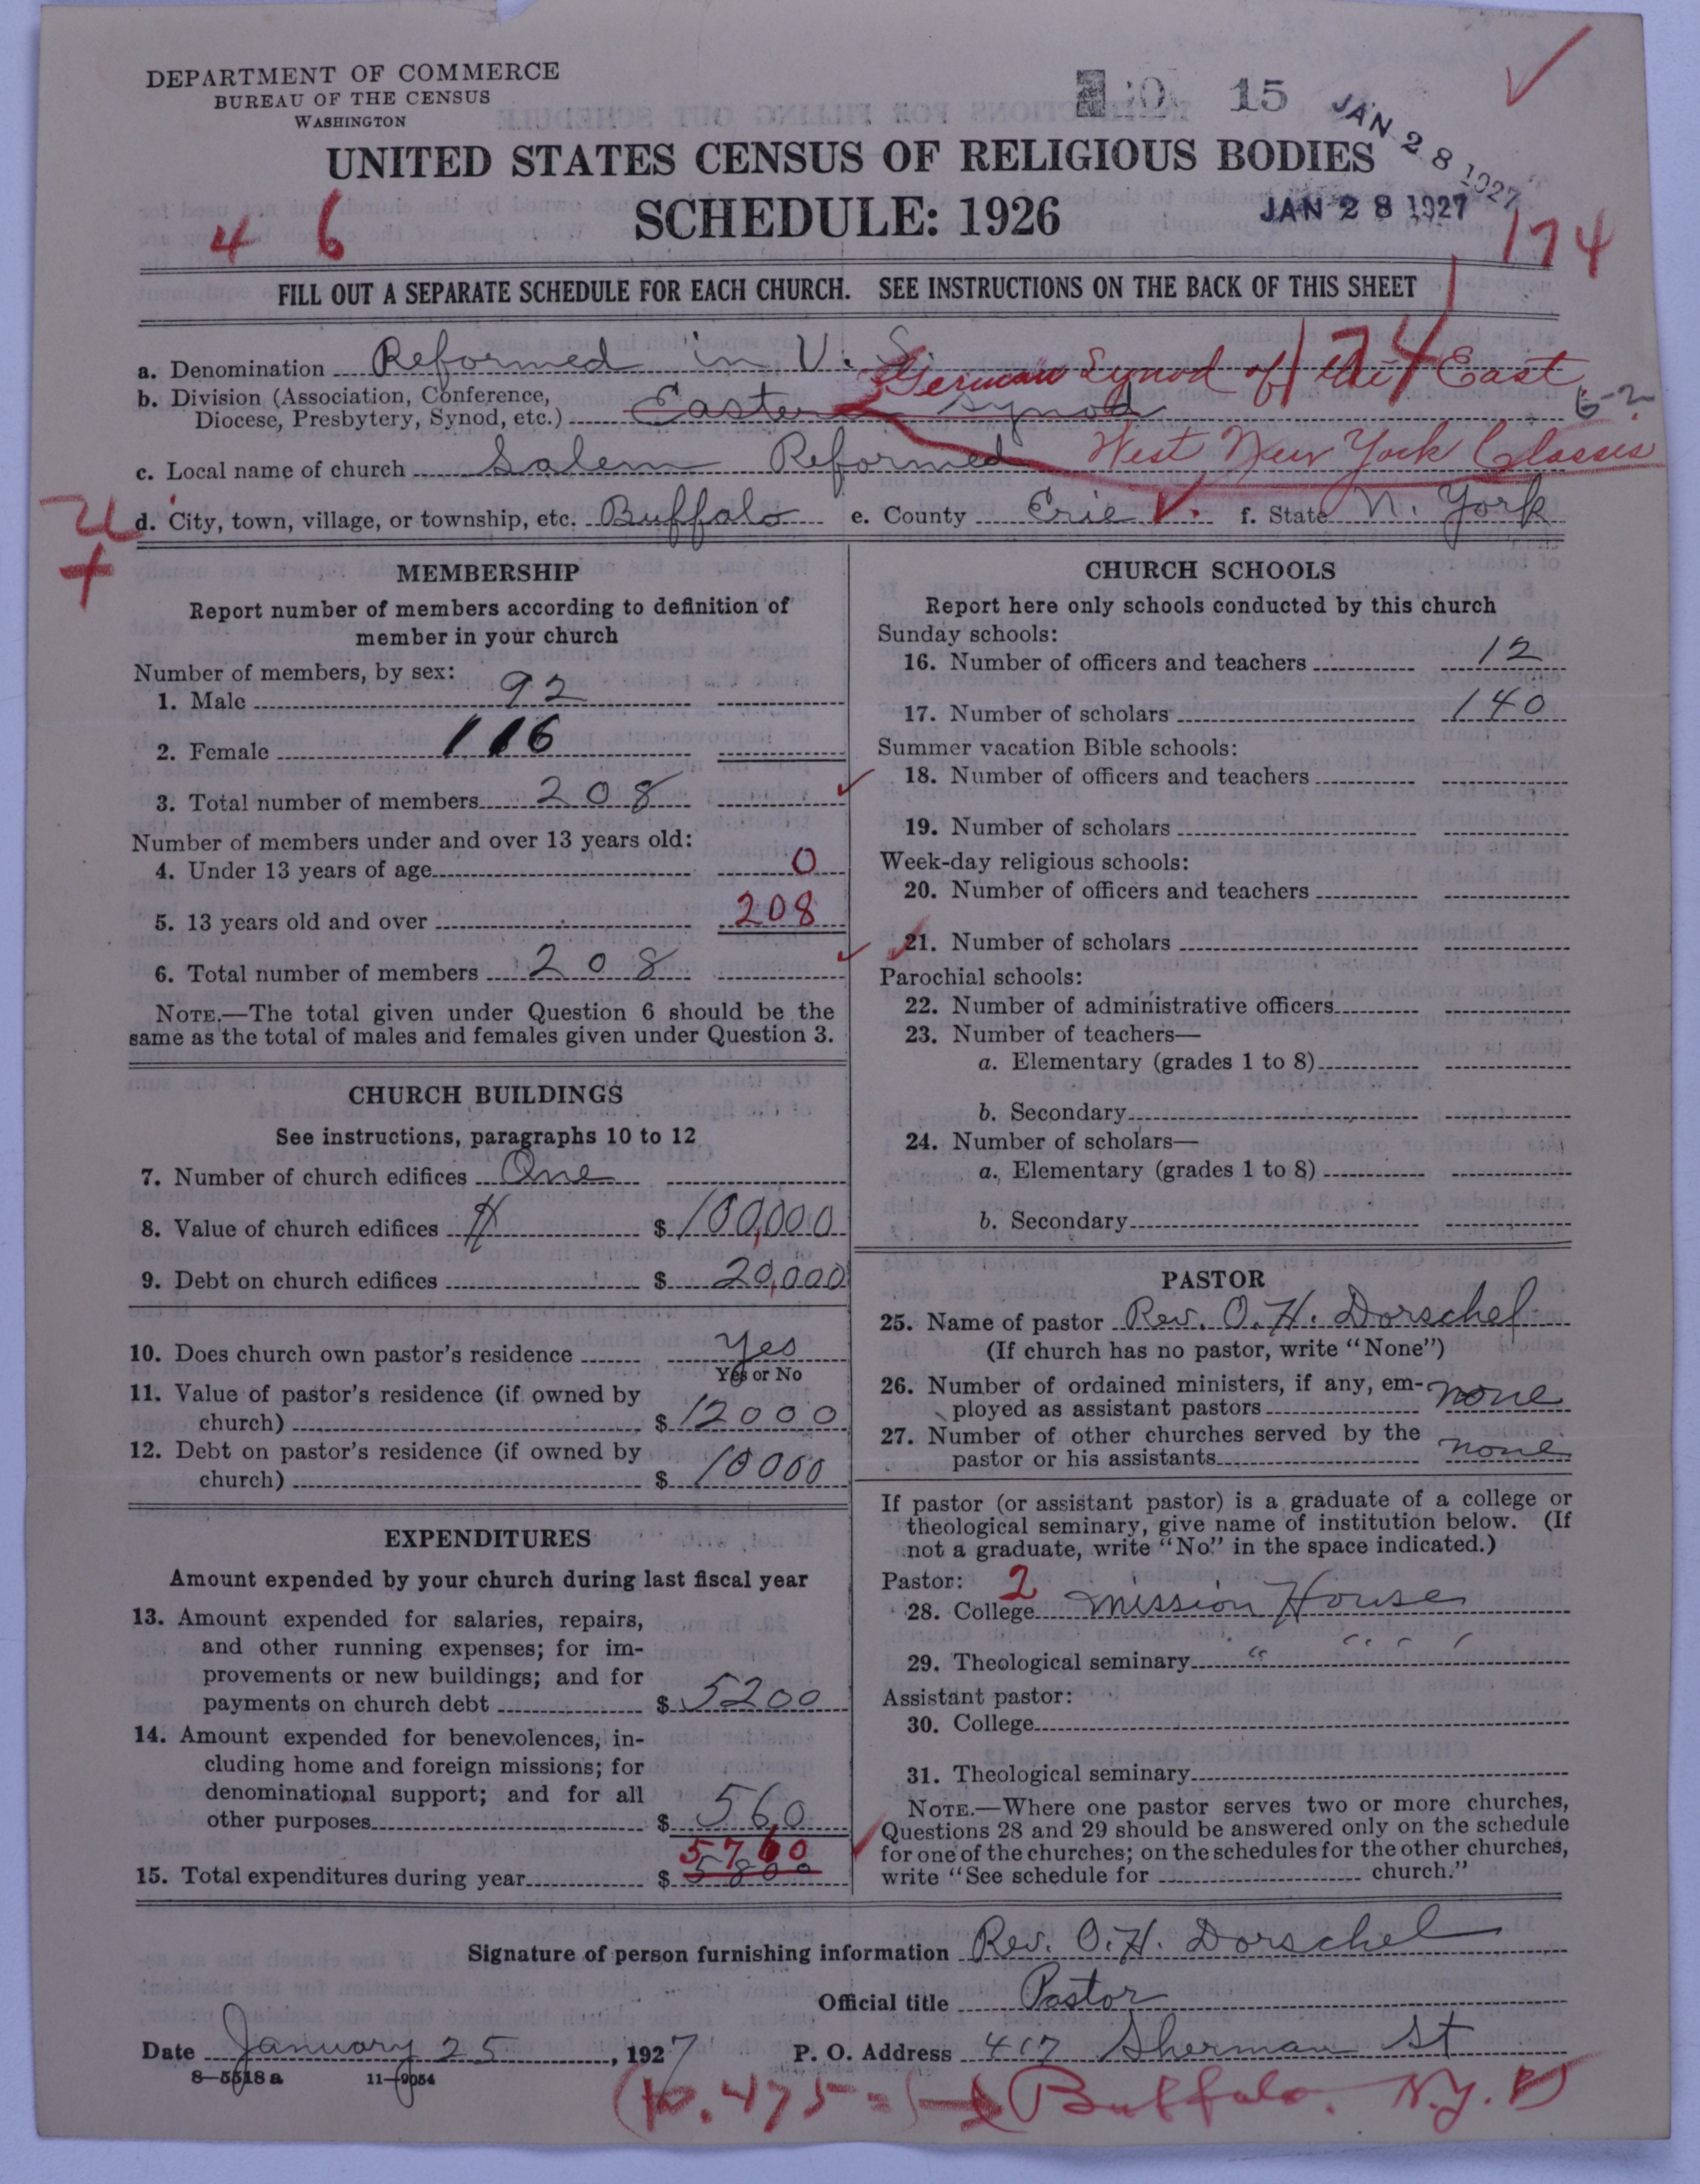 DEPARTMENT OF COMMERCE
BUREAU OF THE CENSUS
WASHINGTON
15
JAN 28 1927
JAN 28 1927
UNITED STATES CENSUS OF RELIGIOUS BODIES
SCHEDULE: 1926
4 6
174
FILL OUT A SEPARATE SCHEDULE FOR EACH CHURCH. SEE INSTRUCTIONS ON THE BACK OF THIS SHEET
174
a. Denomination Reformed in U. S.
German Synod of the East
b. Division (Association, Conference, Diocese, Presbytery, Synod, etc.) Eastern Synod
6-2
c. Local name of church Salem Reformed
West New York Classis
d. City, town, village, or township, etc. Buffalo e. County Erie f. State N. York
MEMBERSHIP
Report number of members according to definition of
member in your church
Number of members, by sex:
1. Male 92
2. Female 116
3. Total number of members 208
Number of members under and over 13 years old:
4. Under 13 years of age 0
5. 13 years old and over 208
6. Total number of members 208
NOTE.—The total given under Question 6 should be the
same as the total of males and females given under Question 3.
CHURCH BUILDINGS
See instructions, paragraphs 10 to 12
7. Number of church edifices One
8. Value of church edifices $ 100,000
9. Debt on church edifices $ 20,000
10. Does church own pastor's residence Yes
Yes or No
11. Value of pastor's residence (if owned by
church) $ 12000
12. Debt on pastor's residence (if owned by
church) $ 10000
EXPENDITURES
Amount expended by your church during last fiscal year
13. Amount expended for salaries, repairs,
and other running expenses; for im-
provements or new buildings; and for
payments on church debt $ 5200
14. Amount expended for benevolences, in-
cluding home and foreign missions; for
denominational support; and for all
other purposes $ 560
5760
15. Total expenditures during year $ 5800
CHURCH SCHOOLS
Report here only schools conducted by this church
Sunday schools:
16. Number of officers and teachers 12
17. Number of scholars 140
Summer vacation Bible schools:
18. Number of officers and teachers
19. Number of scholars
Week-day religious schools:
20. Number of officers and teachers
21. Number of scholars
Parochial schools:
22. Number of administrative officers
23. Number of teachers—
a. Elementary (grades 1 to 8)
b. Secondary
24. Number of scholars—
a. Elementary (grades 1 to 8)
b. Secondary
PASTOR
25. Name of pastor Rev. O. H. Dorschel
(If church has no pastor, write "None")
26. Number of ordained ministers, if any, em-
ployed as assistant pastors none
27. Number of other churches served by the
pastor or his assistants none
If pastor (or assistant pastor) is a graduate of a college or
theological seminary, give name of institution below. (If
not a graduate, write "No" in the space indicated.)
Pastor: 2
28. College Mission House
29. Theological seminary " "
Assistant pastor:
30. College
31. Theological seminary
NOTE.—Where one pastor serves two or more churches,
Questions 28 and 29 should be answered only on the schedule
for one of the churches; on the schedules for the other churches,
write "See schedule for church."
Signature of person furnishing information Rev. O. H. Dorschel
Official title Pastor
Date January 25, 1927 P. O. Address 417 Sherman St
8—5518a 11—9054
Buffalo, N.Y.